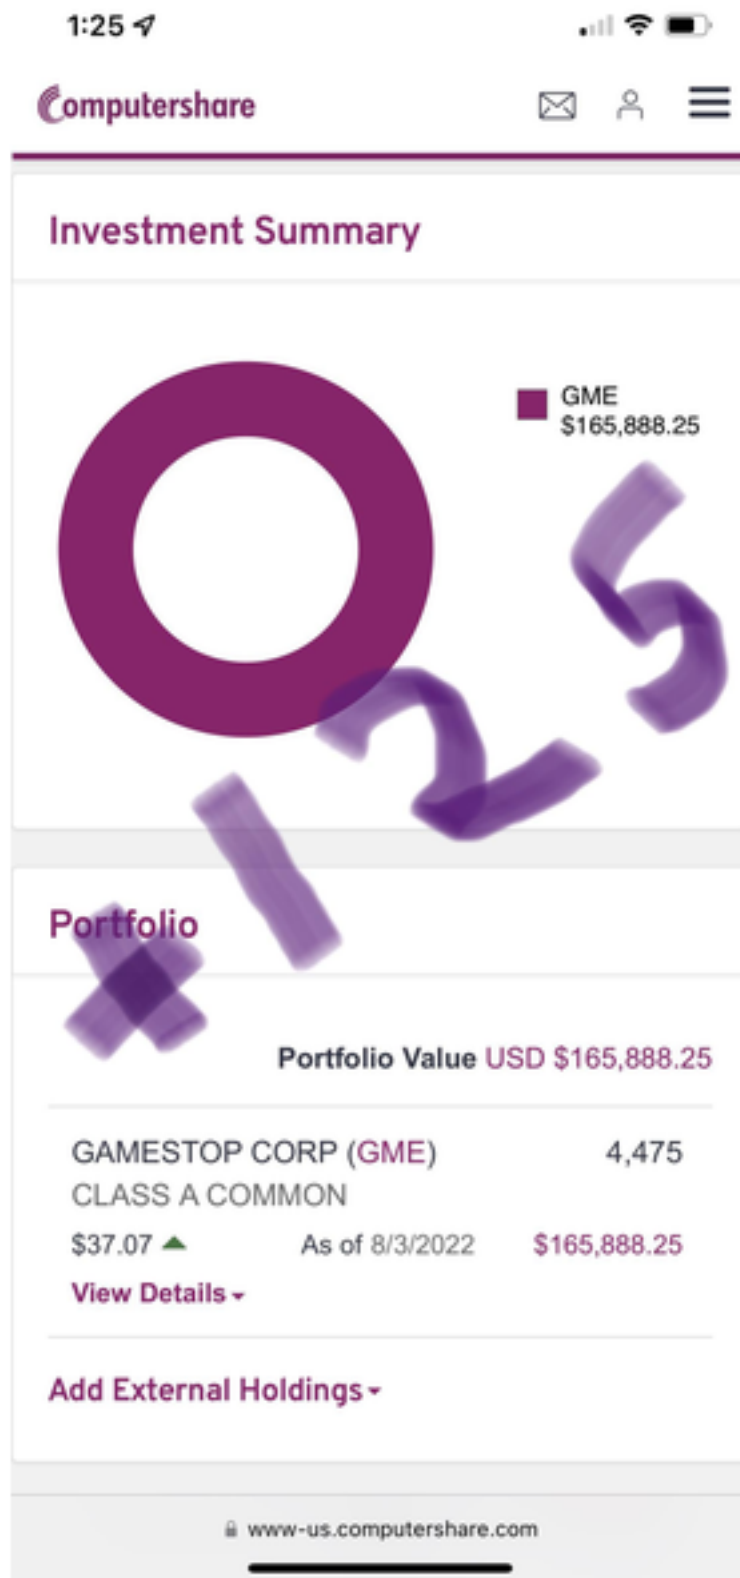 1:25
Computershare
Investment Summary
GME
$165,888.25
+125
Portfolio
Portfolio Value USD $165,888.25
GAMESTOP CORP (GME) 4,475
CLASS A COMMON
$37.07 As of 8/3/2022 $165,888.25
View Details
Add External Holdings
www-us.computershare.com